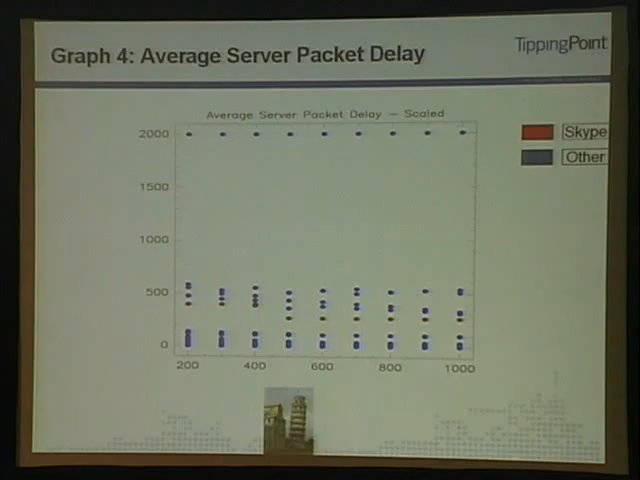 Graph 4: Average Server Packet Delay
TippingPoint
Average Server Packet Delay — Scaled
Skype
Other
2000
1500
1000
500
0
200 400 600 800 1000